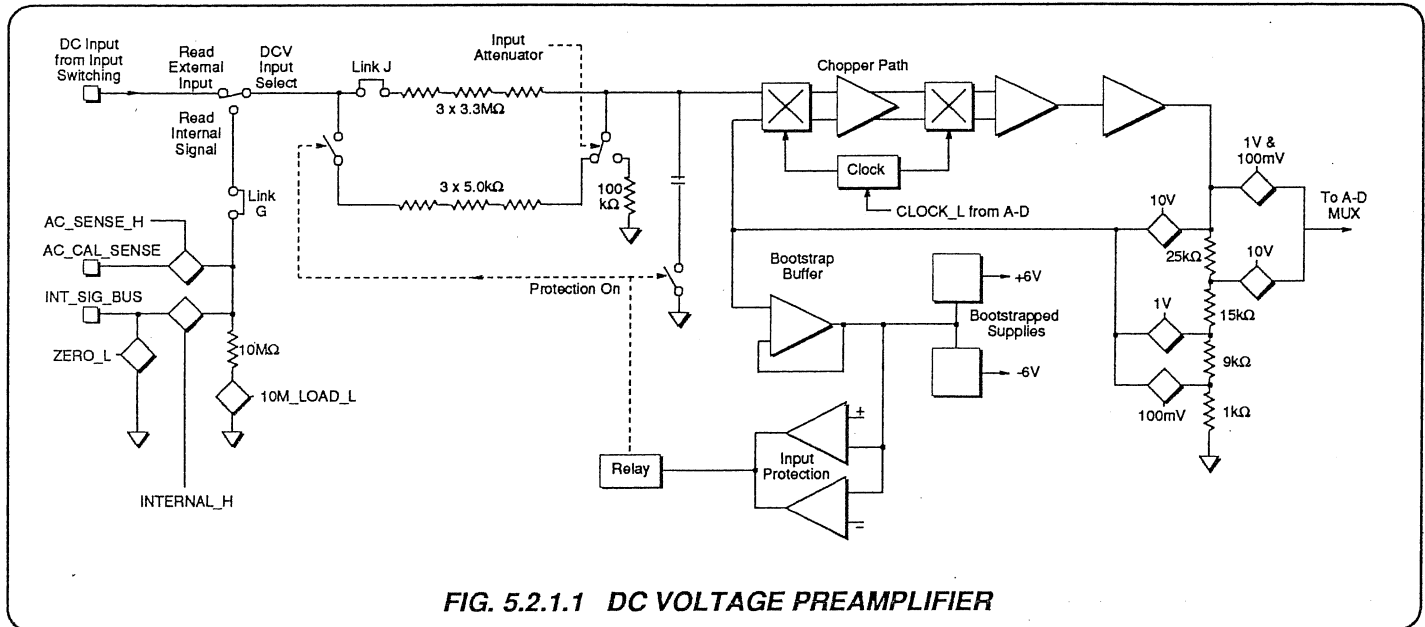 DC Input
from Input
Switching
Read
External
Input
DCV
Input
Select
Link J
Input
Attenuator
3 x 3.3MΩ
Read
Internal
Signal
Link
G
3 x 5.0kΩ
100
kΩ
Chopper Path
Clock
CLOCK_L from A-D
1V &
100mV
To A-D
MUX
10V
25kΩ
10V
15kΩ
1V
9kΩ
100mV
1kΩ
AC_SENSE_H
AC_CAL_SENSE
INT_SIG_BUS
ZERO_L
10MΩ
10M_LOAD_L
INTERNAL_H
Protection On
Bootstrap
Buffer
+6V
Bootstrapped
Supplies
-6V
Relay
+
Input
Protection
=
FIG. 5.2.1.1 DC VOLTAGE PREAMPLIFIER